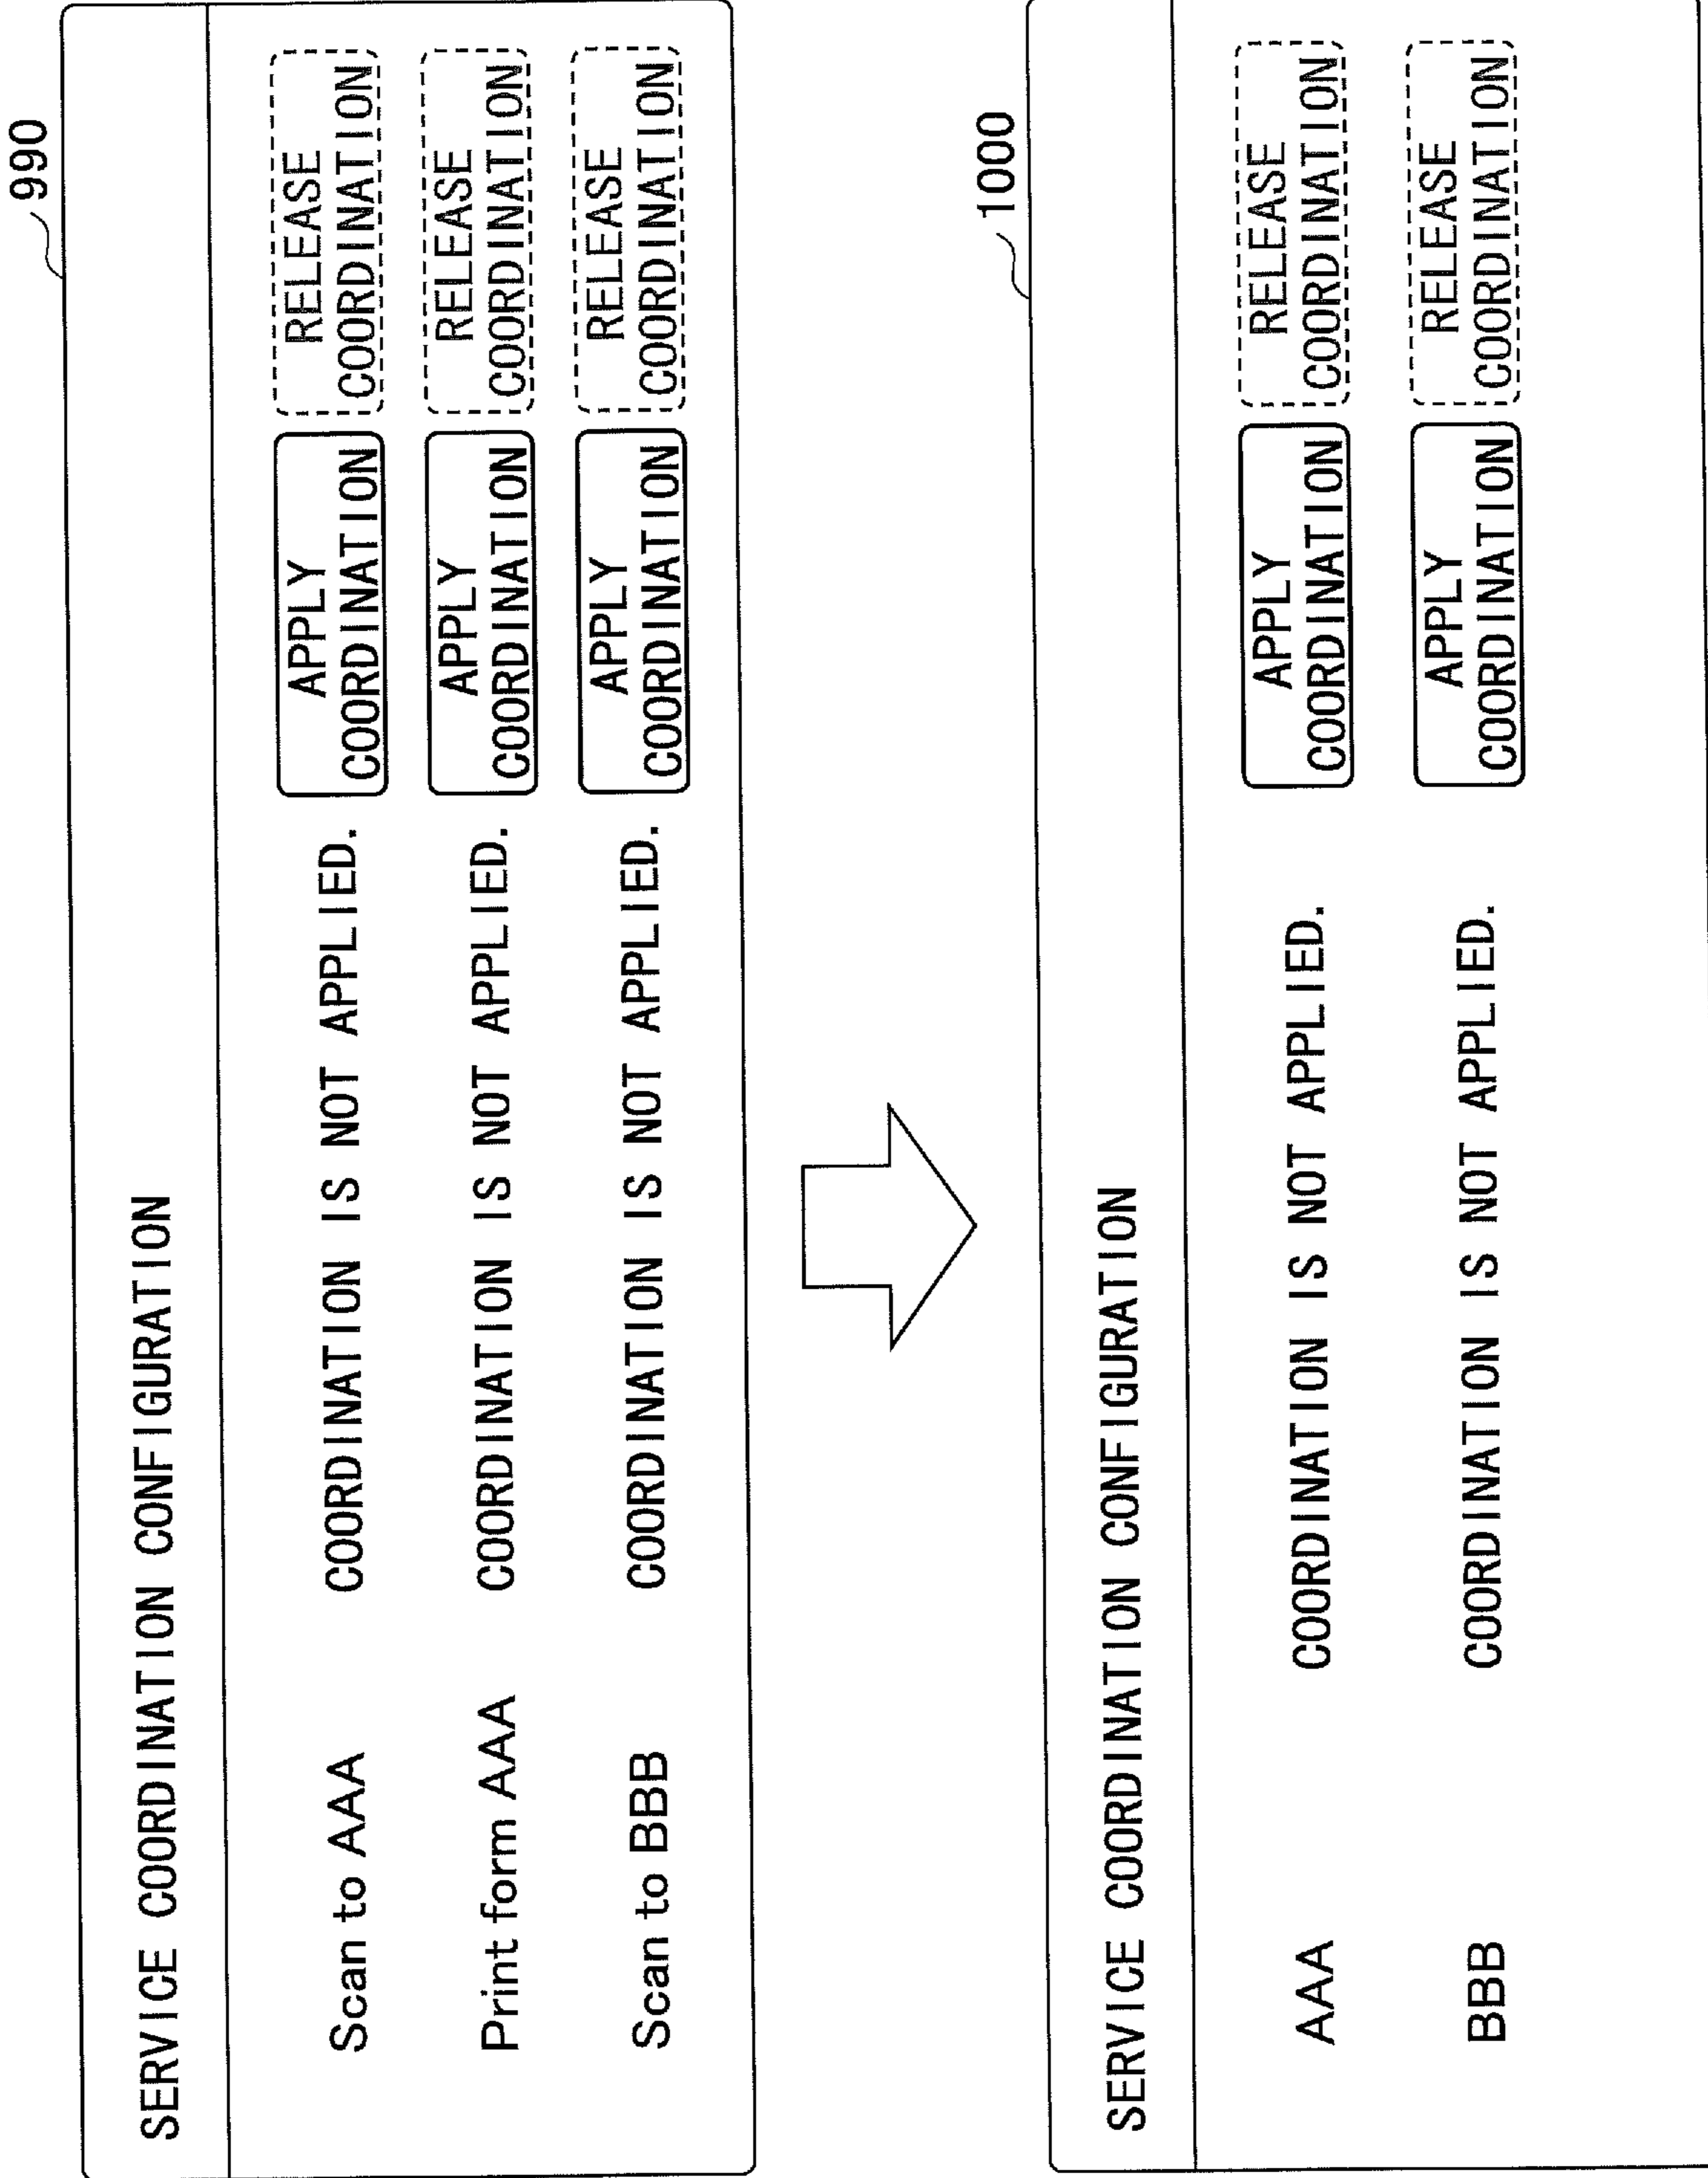 990
SERVICE COORDINATION CONFIGURATION
Scan to AAA COORDINATION IS NOT APPLIED. APPLY COORDINATION RELEASE COORDINATION
Print form AAA COORDINATION IS NOT APPLIED. APPLY COORDINATION RELEASE COORDINATION
Scan to BBB COORDINATION IS NOT APPLIED. APPLY COORDINATION RELEASE COORDINATION
1000
SERVICE COORDINATION CONFIGURATION
AAA COORDINATION IS NOT APPLIED. APPLY COORDINATION RELEASE COORDINATION
BBB COORDINATION IS NOT APPLIED. APPLY COORDINATION RELEASE COORDINATION